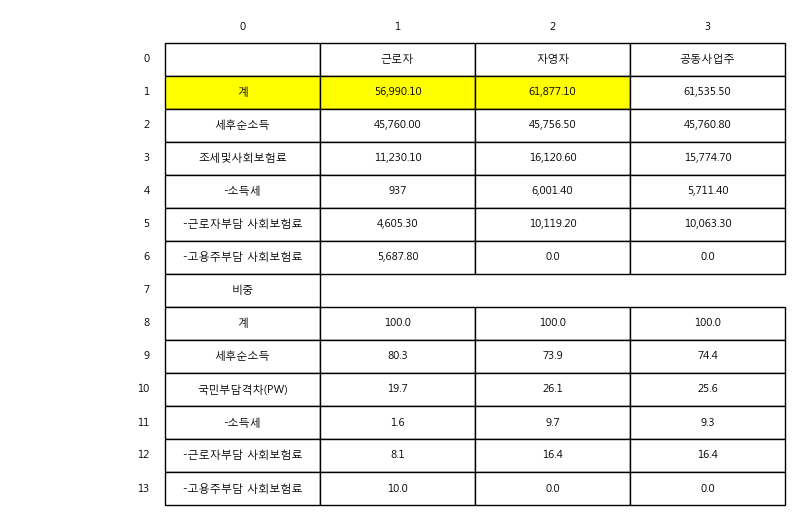 0 1 2 3
0 근로자 자영자 공동사업주
1 계 56,990.10 61,877.10 61,535.50
2 세후순소득 45,760.00 45,756.50 45,760.80
3 조세및사회보험료 11,230.10 16,120.60 15,774.70
4 -소득세 937 6,001.40 5,711.40
5 -근로자부담 사회보험료 4,605.30 10,119.20 10,063.30
6 -고용주부담 사회보험료 5,687.80 0.0 0.0
7 비중
8 계 100.0 100.0 100.0
9 세후순소득 80.3 73.9 74.4
10 국민부담격차(PW) 19.7 26.1 25.6
11 -소득세 1.6 9.7 9.3
12 -근로자부담 사회보험료 8.1 16.4 16.4
13 -고용주부담 사회보험료 10.0 0.0 0.0